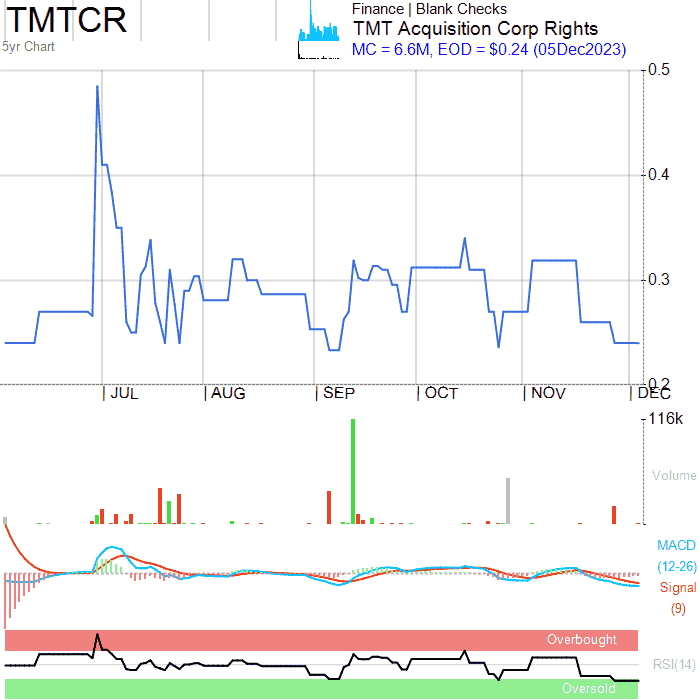 TMTCR
5yr Chart
Finance | Blank Checks
TMT Acquisition Corp Rights
MC = 6.6M, EOD = $0.24 (05Dec2023)
0.5
0.4
0.3
0.2
JUL
AUG
SEP
OCT
NOV
DEC
116k
Volume
MACD
(12-26)
Signal
(9)
Overbought
RSI(14)
Oversold